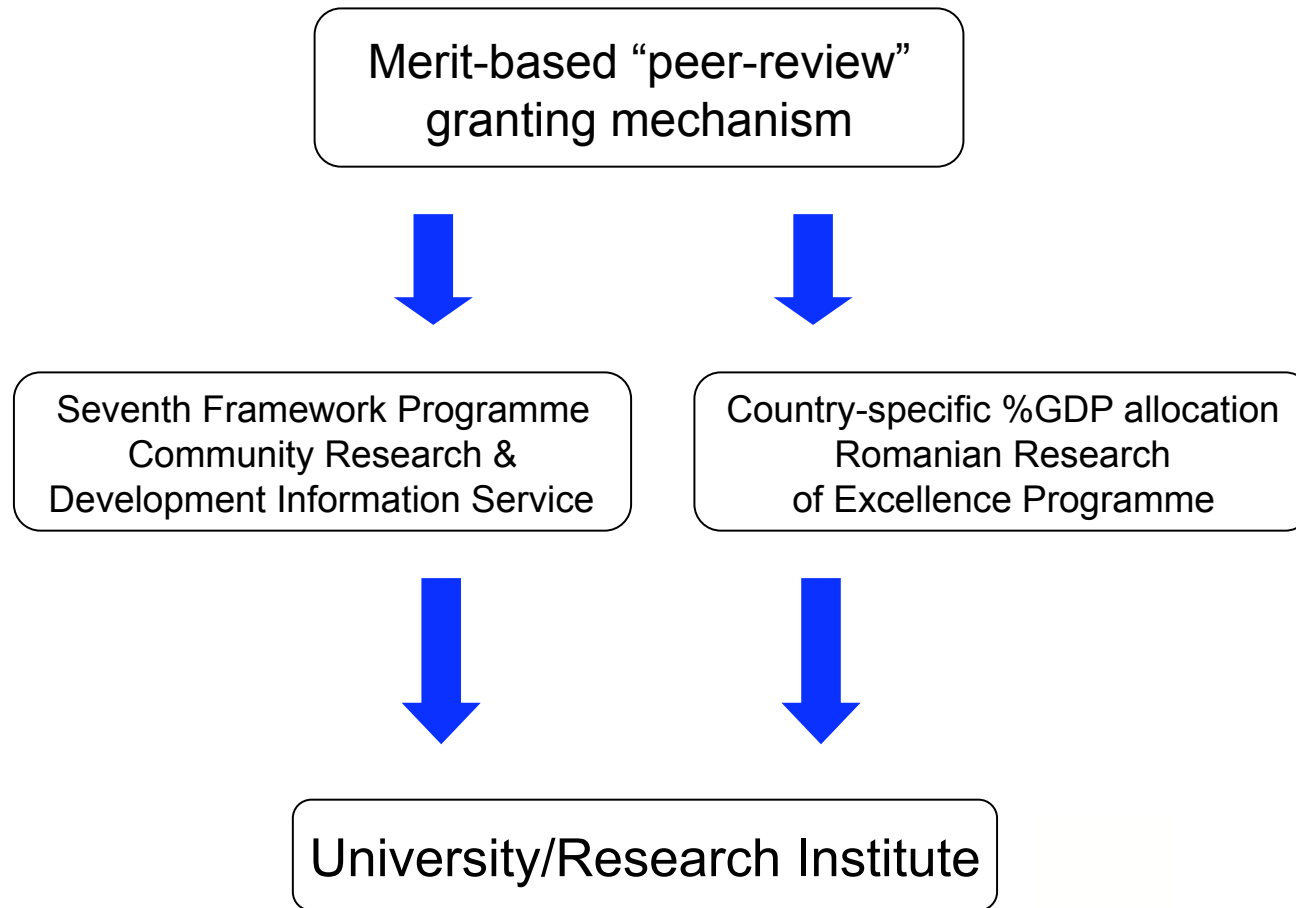 Merit-based “peer-review”
granting mechanism
Seventh Framework Programme
Community Research &
Development Information Service
Country-specific %GDP allocation
Romanian Research
of Excellence Programme
University/Research Institute